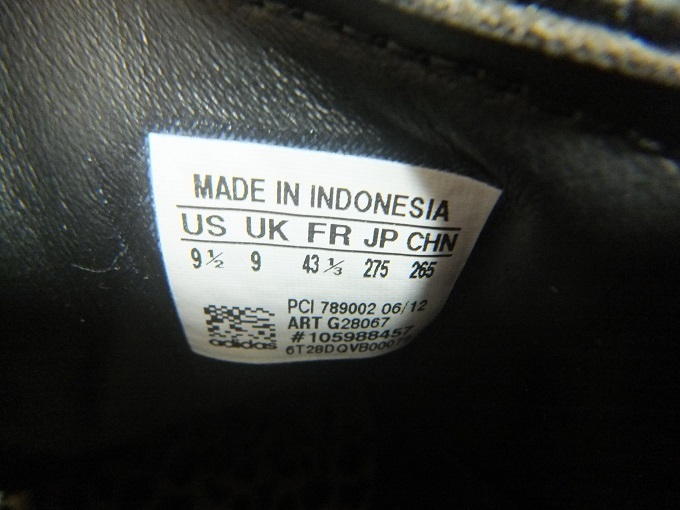 MADE IN INDONESIA
US UK FR JP CHN
9½ 9 43⅓ 275 265
PCI 789002 06/12
ART G28067
#105988457
adidas